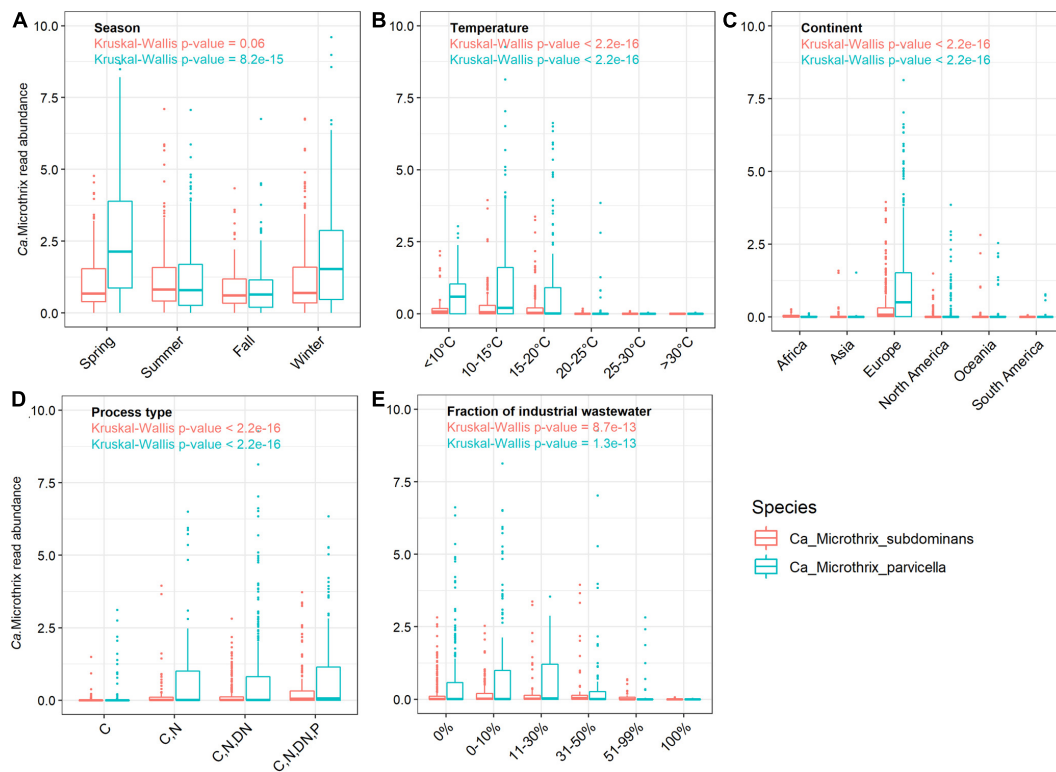 A
Season
Kruskal-Wallis p-value = 0.06
Kruskal-Wallis p-value = 8.2e-15
Ca.Microthrix read abundance
10.0
7.5
5.0
2.5
0.0
Spring
Summer
Fall
Winter
B
Temperature
Kruskal-Wallis p-value < 2.2e-16
Kruskal-Wallis p-value < 2.2e-16
10.0
7.5
5.0
2.5
0.0
<10°C
10-15°C
15-20°C
20-25°C
25-30°C
>30°C
C
Continent
Kruskal-Wallis p-value < 2.2e-16
Kruskal-Wallis p-value < 2.2e-16
10.0
7.5
5.0
2.5
0.0
Africa
Asia
Europe
North America
Oceania
South America
D
Process type
Kruskal-Wallis p-value < 2.2e-16
Kruskal-Wallis p-value < 2.2e-16
Ca.Microthrix read abundance
10.0
7.5
5.0
2.5
0.0
C
C,N
C,N,DN
C,N,DN,P
E
Fraction of industrial wastewater
Kruskal-Wallis p-value = 8.7e-13
Kruskal-Wallis p-value = 1.3e-13
10.0
7.5
5.0
2.5
0.0
0%
0-10%
11-30%
31-50%
51-99%
100%
Species
Ca_Microthrix_subdominans
Ca_Microthrix_parvicella